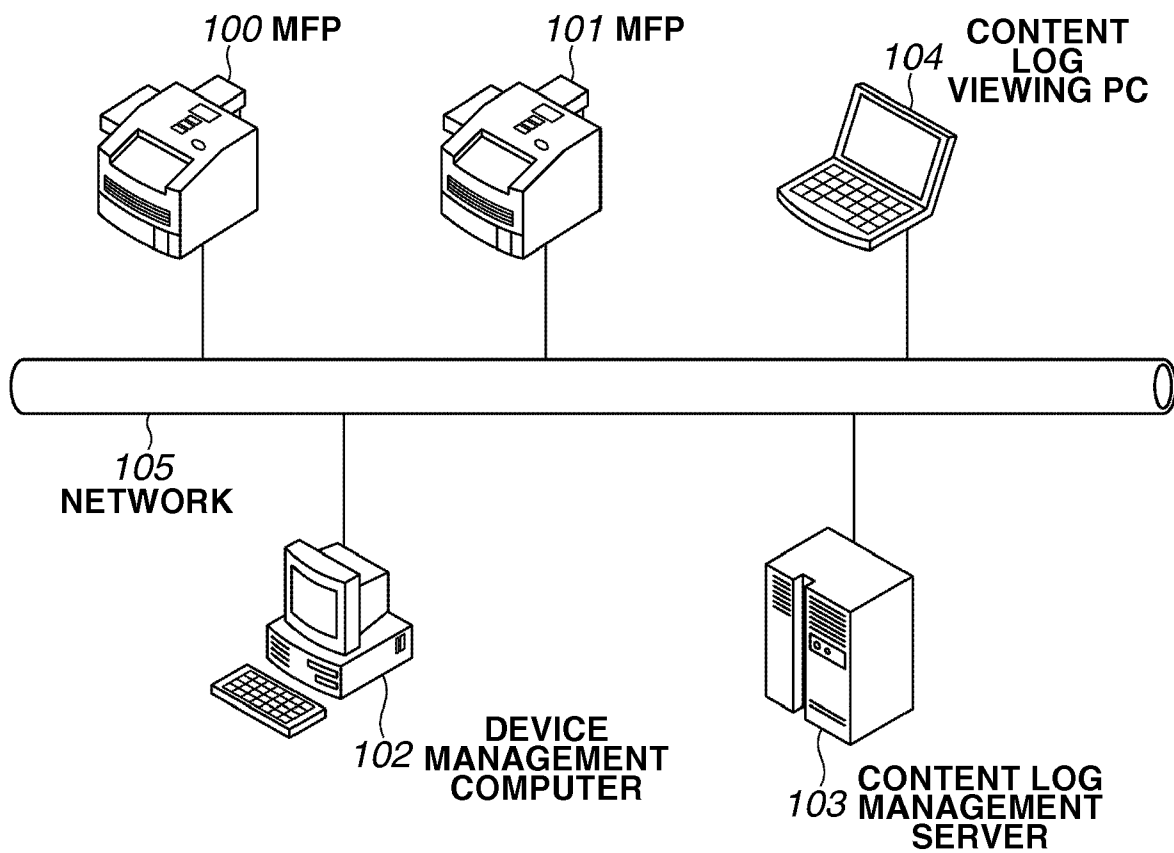 100 MFP
101 MFP
104 CONTENT
LOG
VIEWING PC
105
NETWORK
102 DEVICE
MANAGEMENT
COMPUTER
103 CONTENT LOG
MANAGEMENT
SERVER